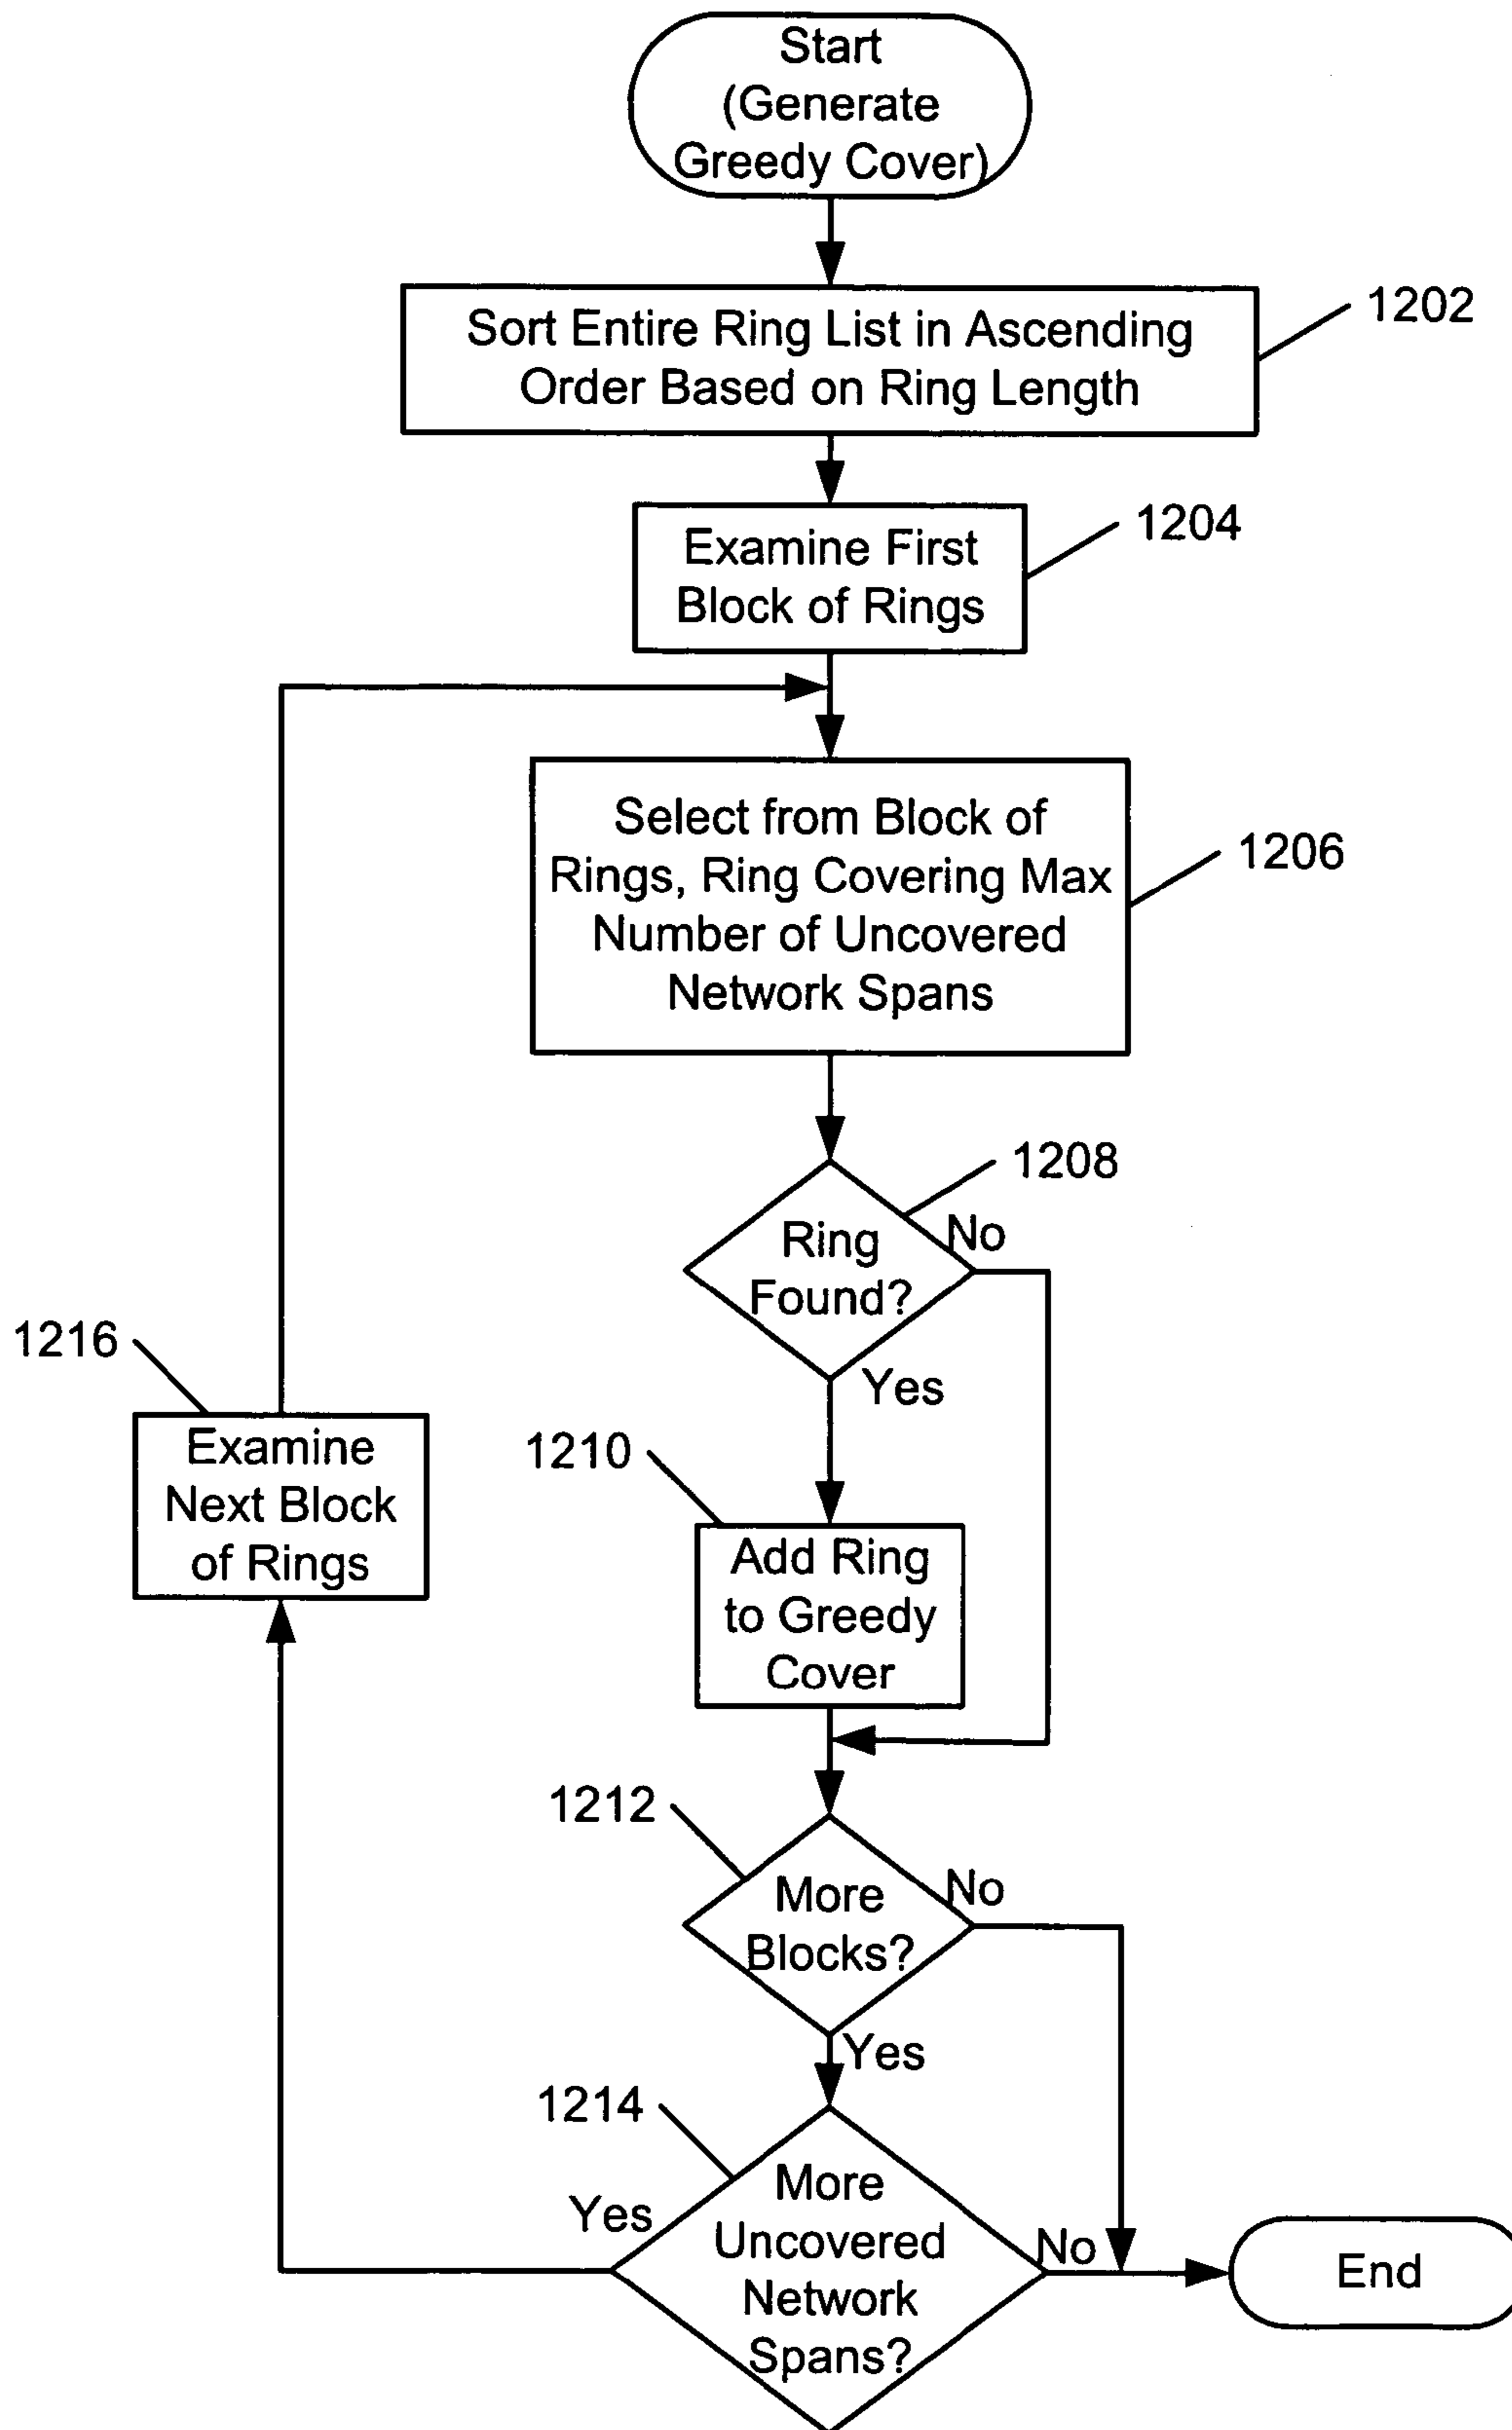 Start
(Generate
Greedy Cover)
1202
Sort Entire Ring List in Ascending
Order Based on Ring Length
1204
Examine First
Block of Rings
1206
Select from Block of
Rings, Ring Covering Max
Number of Uncovered
Network Spans
1208
Ring
Found?
No
Yes
1210
Add Ring
to Greedy
Cover
1212
More
Blocks?
No
Yes
1214
More
Uncovered
Network
Spans?
Yes
No
End
1216
Examine
Next Block
of Rings